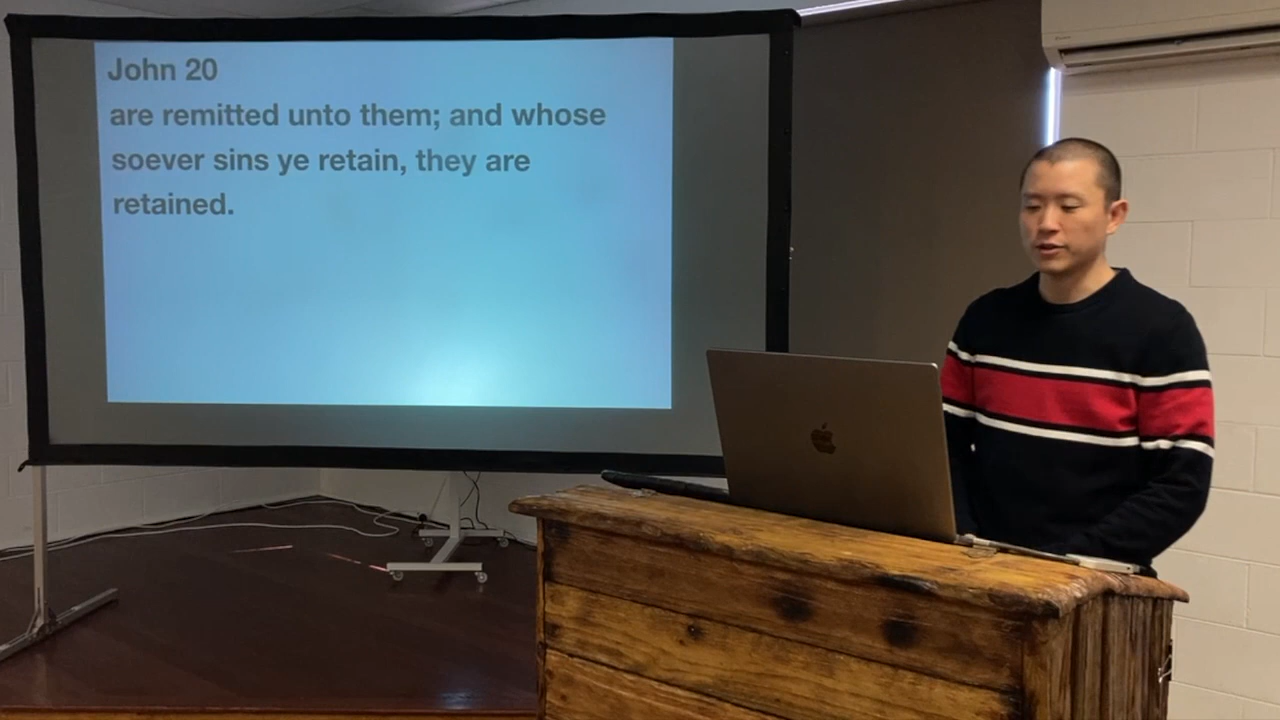 John 20
are remitted unto them; and whose
soever sins ye retain, they are
retained.